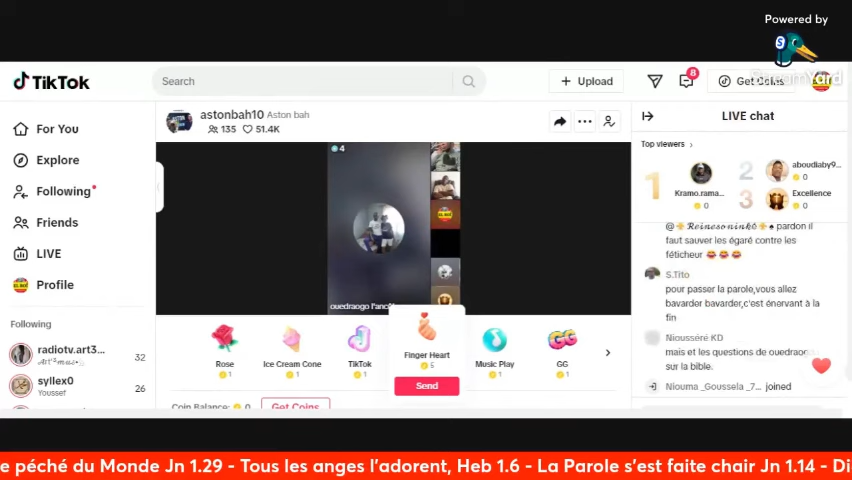 Powered by
StreamYard
TikTok
Search
+ Upload
8
Get Coins
astonbah10 Aston bah
135 51.4K
LIVE chat
For You
Explore
Following
Friends
LIVE
Profile
Following
radiotv.art3...
32
syllex0
Youssef
26
4
ouedraogo l'anc
Rose
1
Ice Cream Cone
1
TikTok
1
Finger Heart
5
Send
Music Play
1
GG
1
Coin Balance: 0 Get Coins
Top viewers
1
Kramo.rama...
0
2
aboudiaby9...
0
3
Excellence
0
pardon il
faut sauver les égaré contre les
féticheur
S.Tito
pour passer la parole,vous allez
bavarder bavarder,c'est énervant à la
fin
Niousséré KD
mais et les questions de ouedrao
sur la bible.
Niouma _Goussela _7... joined
e péché du Monde Jn 1.29 - Tous les anges l'adorent, Heb 1.6 - La Parole s'est faite chair Jn 1.14 - Di